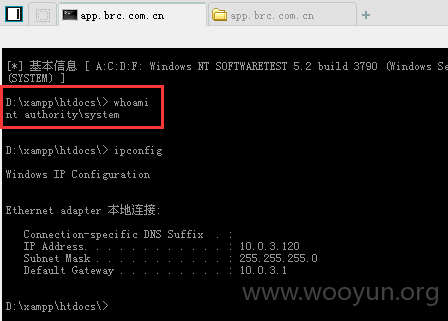 app.brc.com.cn
app.brc.com.cn
[*] 基本信息 [ A:C:D:F: Windows NT SOFTWARETEST 5.2 build 3790 (Windows Se
(SYSTEM) ]
D:\xampp\htdocs\> whoami
nt authority\system
D:\xampp\htdocs\> ipconfig
Windows IP Configuration
Ethernet adapter 本地连接:
Connection-specific DNS Suffix  . :
IP Address. . . . . . . . . . . . : 10.0.3.120
Subnet Mask . . . . . . . . . . . : 255.255.255.0
Default Gateway . . . . . . . . . : 10.0.3.1
D:\xampp\htdocs\>
www.wooyun.org